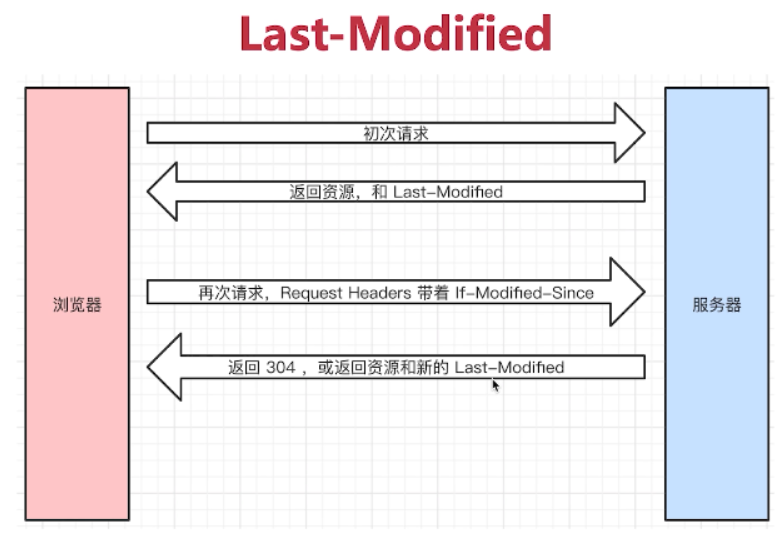 Last-Modified
初次请求
返回资源，和 Last-Modified
浏览器
再次请求，Request Headers 带着 If-Modified-Since
服务器
返回 304 ，或返回资源和新的 Last-Modified